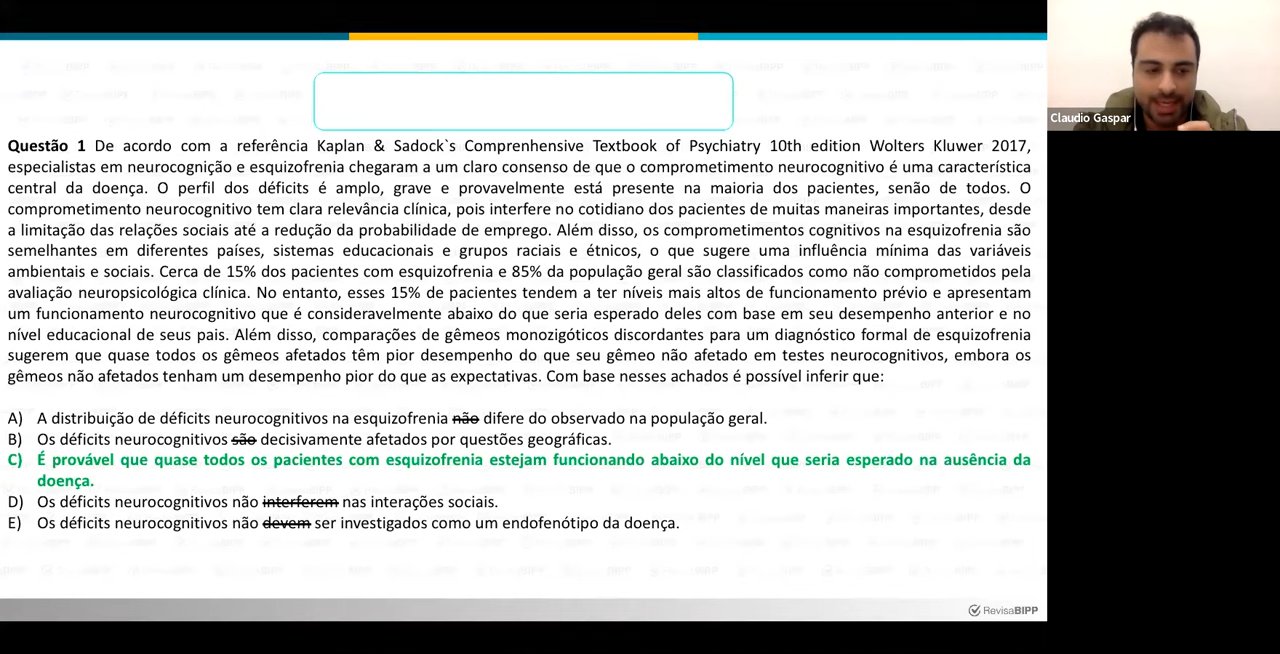 Claudio Gaspar
Questão 1 De acordo com a referência Kaplan & Sadock`s Comprenhensive Textbook of Psychiatry 10th edition Wolters Kluwer 2017,
especialistas em neurocognição e esquizofrenia chegaram a um claro consenso de que o comprometimento neurocognitivo é uma característica
central da doença. O perfil dos déficits é amplo, grave e provavelmente está presente na maioria dos pacientes, senão de todos. O
comprometimento neurocognitivo tem clara relevância clínica, pois interfere no cotidiano dos pacientes de muitas maneiras importantes, desde
a limitação das relações sociais até a redução da probabilidade de emprego. Além disso, os comprometimentos cognitivos na esquizofrenia são
semelhantes em diferentes países, sistemas educacionais e grupos raciais e étnicos, o que sugere uma influência mínima das variáveis
ambientais e sociais. Cerca de 15% dos pacientes com esquizofrenia e 85% da população geral são classificados como não comprometidos pela
avaliação neuropsicológica clínica. No entanto, esses 15% de pacientes tendem a ter níveis mais altos de funcionamento prévio e apresentam
um funcionamento neurocognitivo que é consideravelmente abaixo do que seria esperado deles com base em seu desempenho anterior e no
nível educacional de seus pais. Além disso, comparações de gêmeos monozigóticos discordantes para um diagnóstico formal de esquizofrenia
sugerem que quase todos os gêmeos afetados têm pior desempenho do que seu gêmeo não afetado em testes neurocognitivos, embora os
gêmeos não afetados tenham um desempenho pior do que as expectativas. Com base nesses achados é possível inferir que:
A) A distribuição de déficits neurocognitivos na esquizofrenia não difere do observado na população geral.
B) Os déficits neurocognitivos são decisivamente afetados por questões geográficas.
C) É provável que quase todos os pacientes com esquizofrenia estejam funcionando abaixo do nível que seria esperado na ausência da
doença.
D) Os déficits neurocognitivos não interferem nas interações sociais.
E) Os déficits neurocognitivos não devem ser investigados como um endofenótipo da doença.
RevisaBIPP